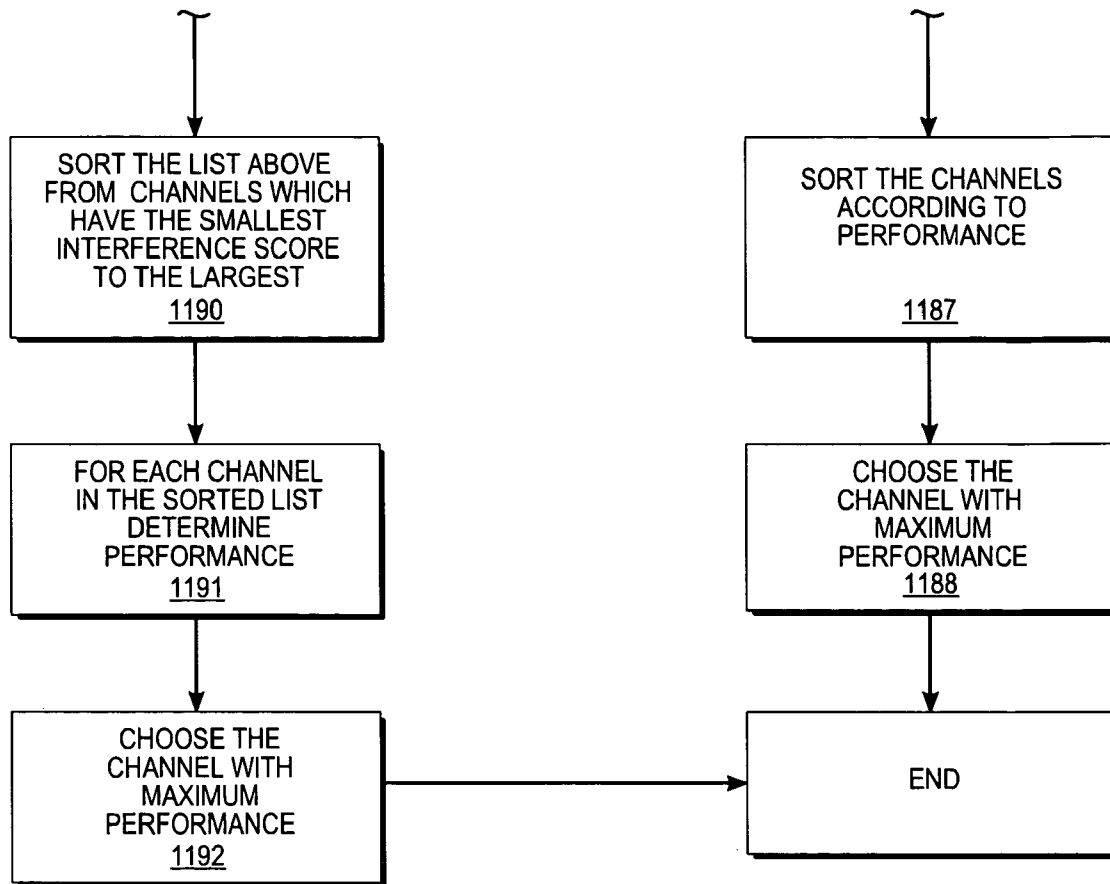 SORT THE LIST ABOVE
FROM CHANNELS WHICH
HAVE THE SMALLEST
INTERFERENCE SCORE
TO THE LARGEST
1190
FOR EACH CHANNEL
IN THE SORTED LIST
DETERMINE
PERFORMANCE
1191
CHOOSE THE
CHANNEL WITH
MAXIMUM
PERFORMANCE
1192
SORT THE CHANNELS
ACCORDING TO
PERFORMANCE
1187
CHOOSE THE
CHANNEL WITH
MAXIMUM
PERFORMANCE
1188
END